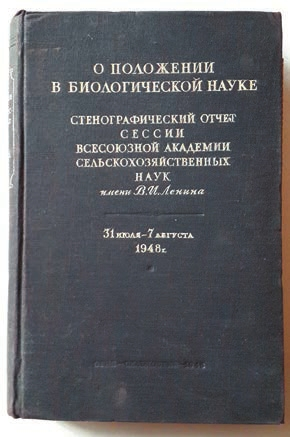 О ПОЛОЖЕНИИ
В БИОЛОГИЧЕСКОЙ НАУКЕ
СТЕНОГРАФИЧЕСКИЙ ОТЧЕТ
СЕССИИ
ВСЕСОЮЗНОЙ АКАДЕМИИ
СЕЛЬСКОХОЗЯЙСТВЕННЫХ
НАУК
имени В.И.Ленина
31 ИЮЛЯ-7 АВГУСТА
1948 г.